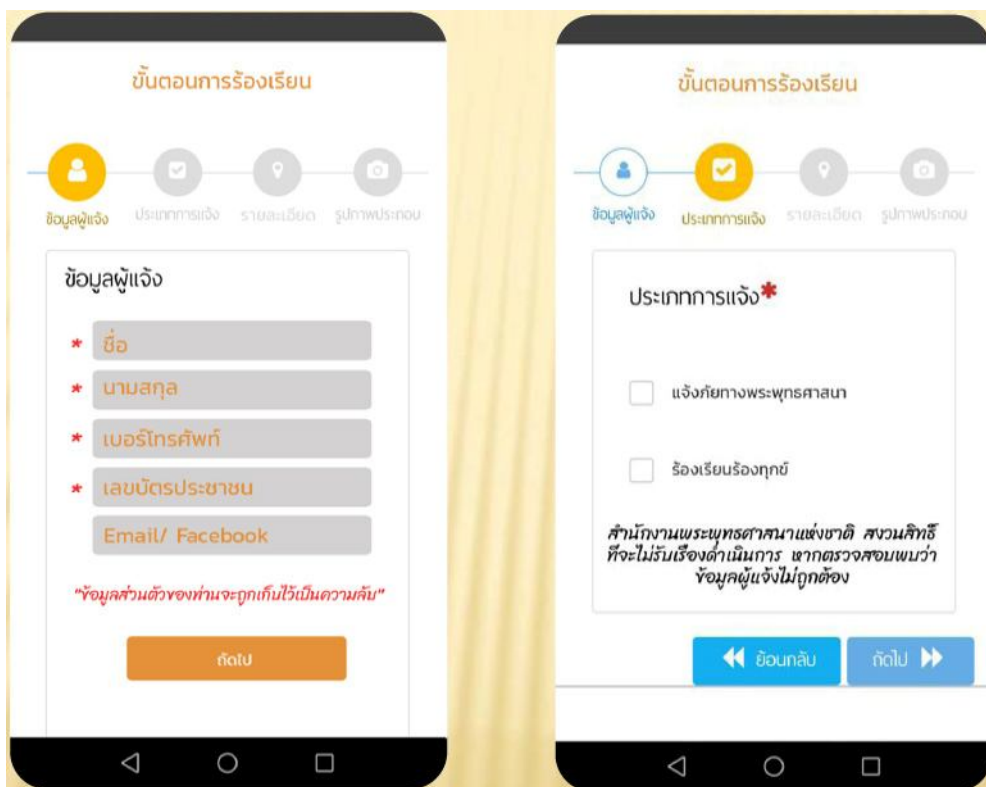 ขั้นตอนการร้องเรียน
ข้อมูลผู้แจ้ง ประเภทการแจ้ง รายละเอียด รูปภาพประกอบ
ข้อมูลผู้แจ้ง
* ชื่อ
* นามสกุล
* เบอร์โทรศัพท์
* เลขบัตรประชาชน
Email/ Facebook
"ข้อมูลส่วนตัวของท่านจะถูกเก็บไว้เป็นความลับ"
ถัดไป
ขั้นตอนการร้องเรียน
ข้อมูลผู้แจ้ง ประเภทการแจ้ง รายละเอียด รูปภาพประกอบ
ประเภทการแจ้ง*
แจ้งภัยทางพระพุทธศาสนา
ร้องเรียนร้องทุกข์
สำนักงานพระพุทธศาสนาแห่งชาติ สงวนสิทธิ์
ที่จะไม่รับเรื่องดำเนินการ หากตรวจสอบพบว่า
ข้อมูลผู้แจ้งไม่ถูกต้อง
ย้อนกลับ ถัดไป